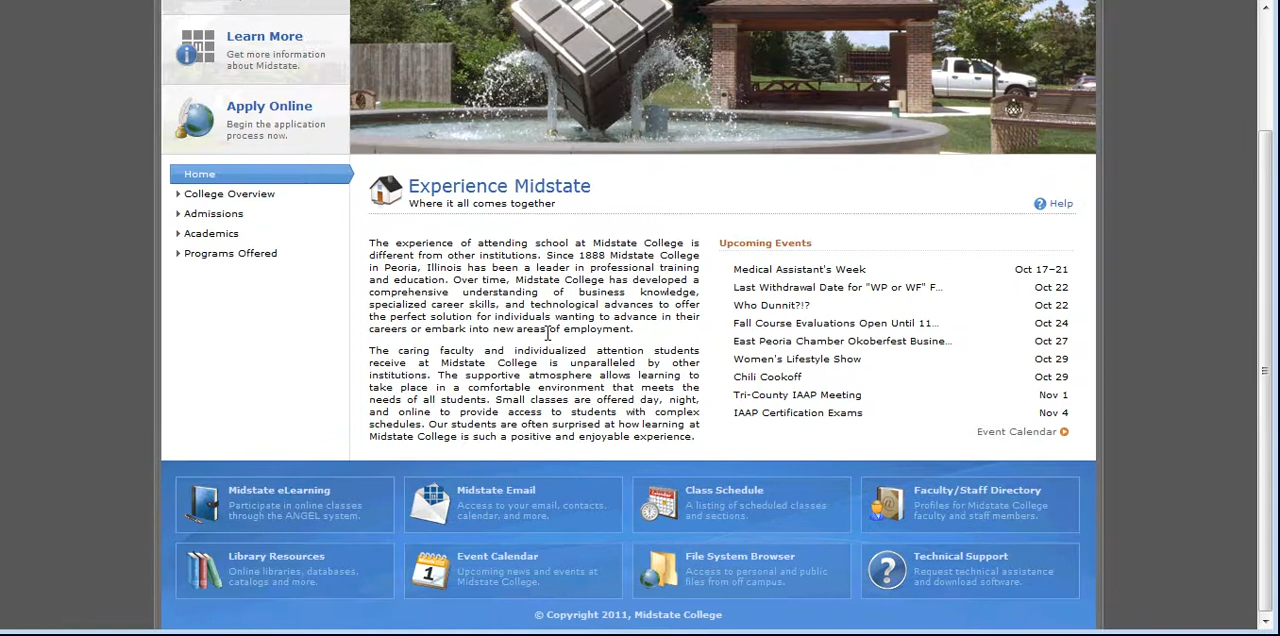 Learn More
Get more information
about Midstate.
Apply Online
Begin the application
process now.
Home
College Overview
Admissions
Academics
Programs Offered
Experience Midstate
Where it all comes together
Help
The experience of attending school at Midstate College is
different from other institutions. Since 1888 Midstate College
in Peoria, Illinois has been a leader in professional training
and education. Over time, Midstate College has developed a
comprehensive understanding of business knowledge,
specialized career skills, and technological advances to offer
the perfect solution for individuals wanting to advance in their
careers or embark into new areas of employment.
The caring faculty and individualized attention students
receive at Midstate College is unparalleled by other
institutions. The supportive atmosphere allows learning to
take place in a comfortable environment that meets the
needs of all students. Small classes are offered day, night,
and online to provide access to students with complex
schedules. Our students are often surprised at how learning at
Midstate College is such a positive and enjoyable experience.
Upcoming Events
Medical Assistant's Week Oct 17–21
Last Withdrawal Date for "WP or WF" F... Oct 22
Who Dunnit?!? Oct 22
Fall Course Evaluations Open Until 11... Oct 24
East Peoria Chamber Okoberfest Busine... Oct 27
Women's Lifestyle Show Oct 29
Chili Cookoff Oct 29
Tri-County IAAP Meeting Nov 1
IAAP Certification Exams Nov 4
Event Calendar
Midstate eLearning
Participate in online classes
through the ANGEL system.
Midstate Email
Access to your email, contacts,
calendar, and more.
Class Schedule
A listing of scheduled classes
and sections.
Faculty/Staff Directory
Profiles for Midstate College
faculty and staff members.
Library Resources
Online libraries, databases,
catalogs and more.
1
Event Calendar
Upcoming news and events at
Midstate College.
File System Browser
Access to personal and public
files from off campus.
Technical Support
Request technical assistance
and download software.
© Copyright 2011, Midstate College